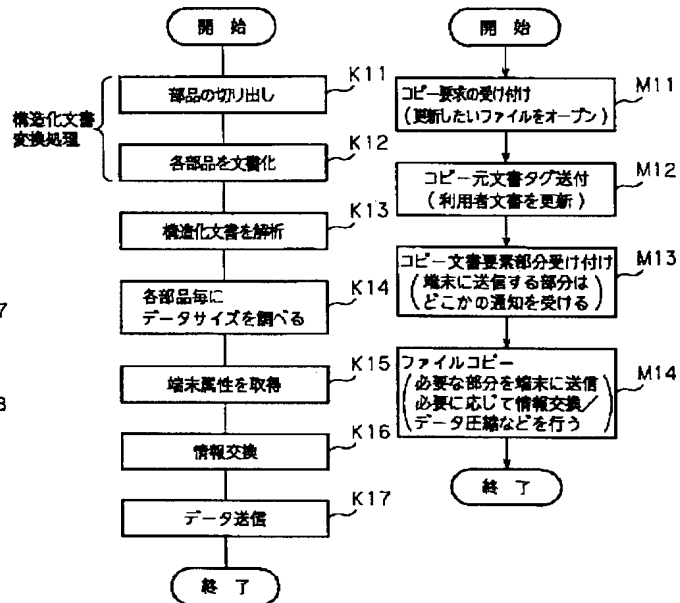 開始
K11
部品の切り出し
構造化文書
変換処理
K12
各部品を文書化
K13
構造化文書を解析
K14
各部品毎に
データサイズを調べる
K15
端末属性を取得
K16
情報交換
K17
データ送信
終了
7
8
開始
M11
コピー要求の受け付け
(更新したいファイルをオープン)
M12
コピー元文書タグ送付
(利用者文書を更新)
M13
コピー文書要素部分受け付け
(端末に送信する部分は
どこかの通知を受ける)
M14
ファイルコピー
(必要な部分を端末に送信
必要に応じて情報交換/
データ圧縮などを行う)
終了